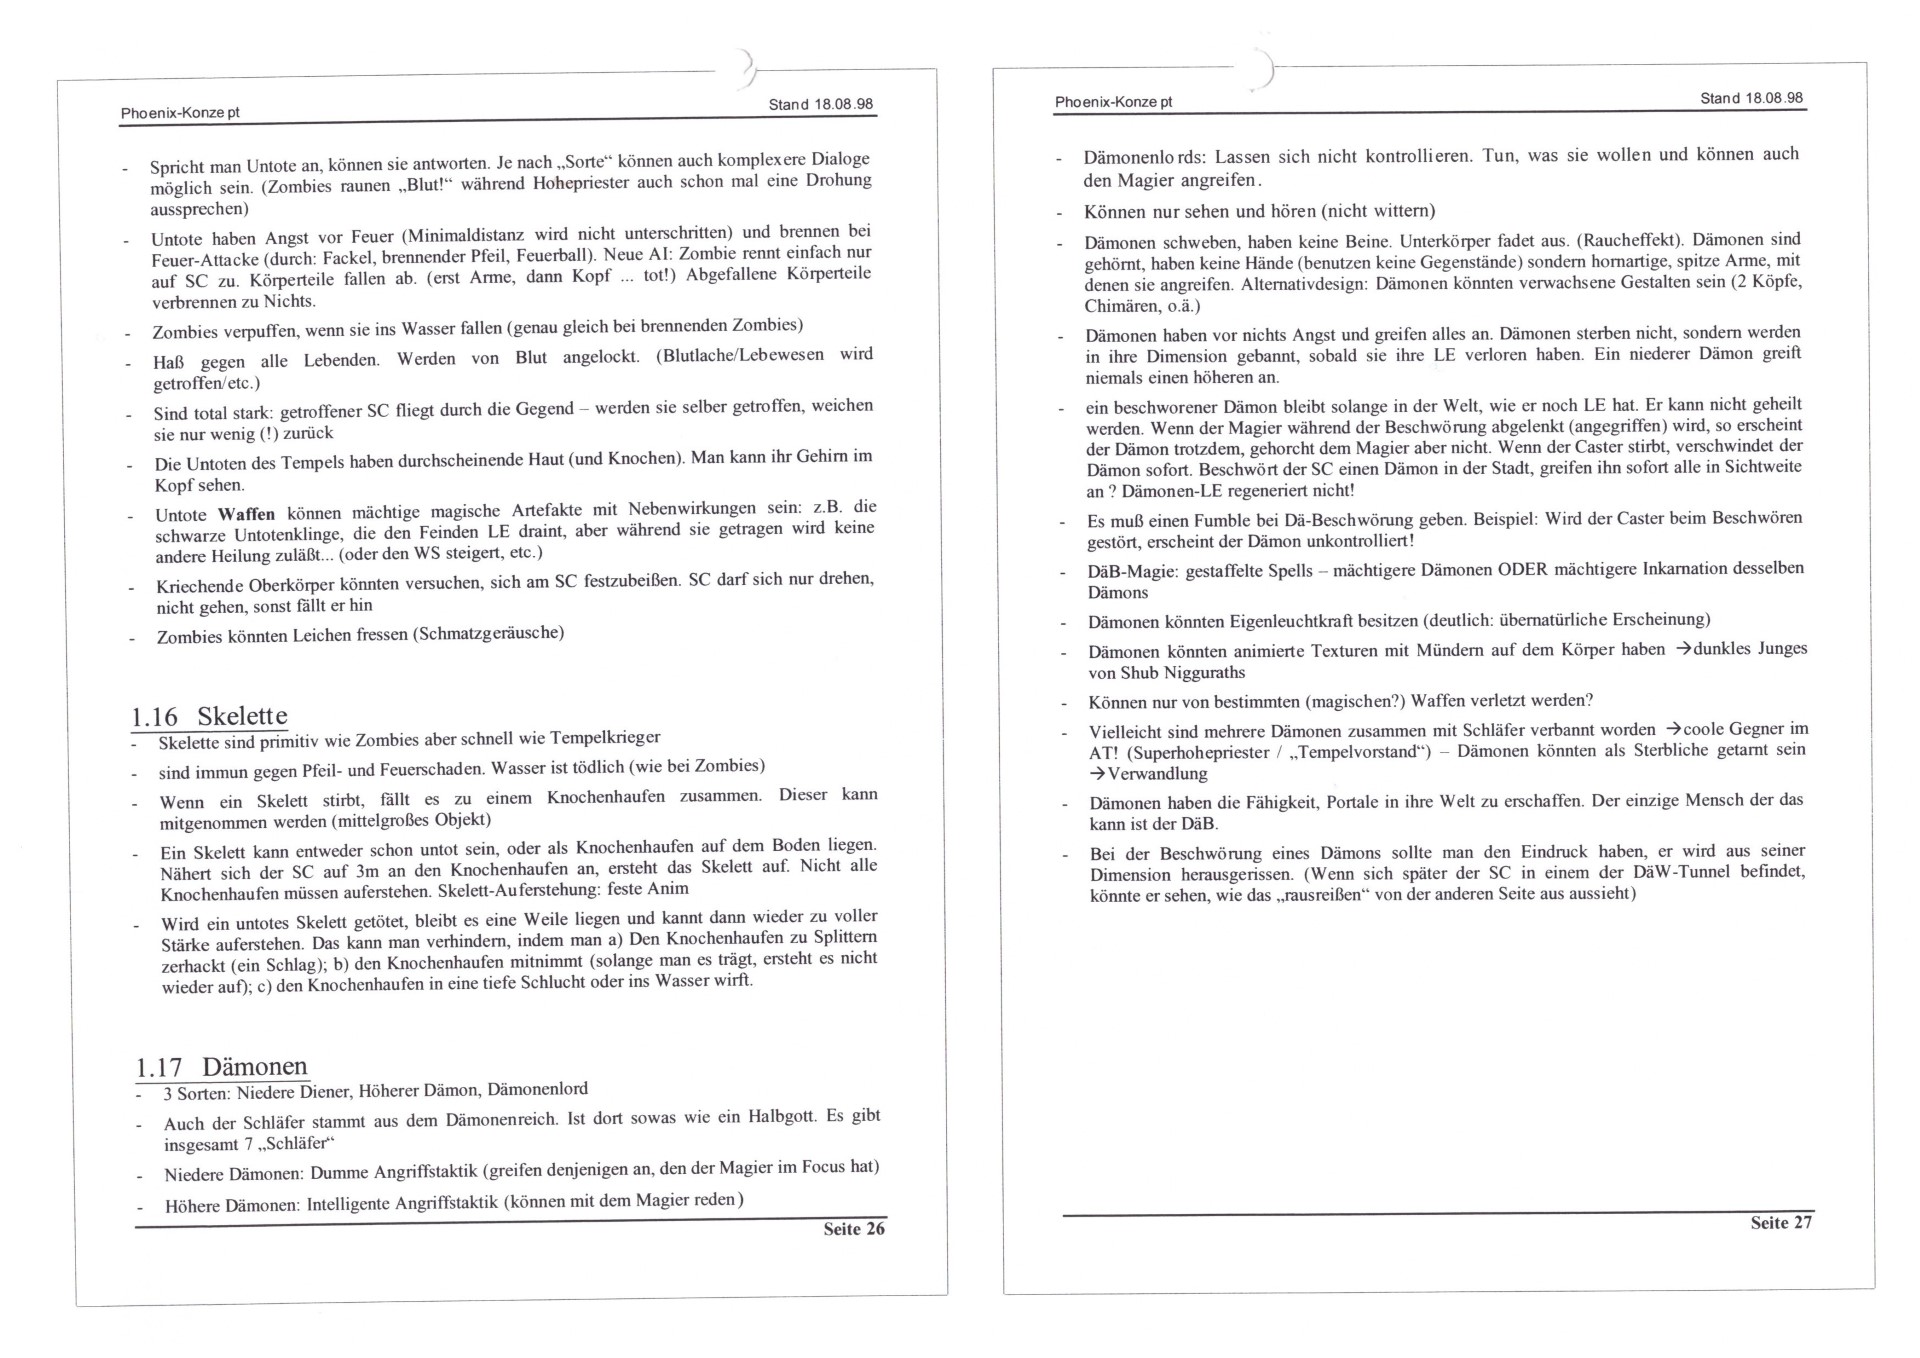 Phoenix-Konzept
Stand 18.08.98
- Spricht man Untote an, können sie antworten. Je nach „Sorte“ können auch komplexere Dialoge
möglich sein. (Zombies raunen „Blut!“ während Hohepriester auch schon mal eine Drohung
aussprechen)
- Untote haben Angst vor Feuer (Minimaldistanz wird nicht unterschritten) und brennen bei
Feuer-Attacke (durch: Fackel, brennender Pfeil, Feuerball). Neue AI: Zombie rennt einfach nur
auf SC zu. Körperteile fallen ab. (erst Arme, dann Kopf ... tot!) Abgefallene Körperteile
verbrennen zu Nichts.
- Zombies verpuffen, wenn sie ins Wasser fallen (genau gleich bei brennenden Zombies)
- Haß gegen alle Lebenden. Werden von Blut angelockt. (Blutlache/Lebewesen wird
getroffen/etc.)
- Sind total stark: getroffener SC fliegt durch die Gegend – werden sie selber getroffen, weichen
sie nur wenig (!) zurück
- Die Untoten des Tempels haben durchscheinende Haut (und Knochen). Man kann ihr Gehirn im
Kopf sehen.
- Untote Waffen können mächtige magische Artefakte mit Nebenwirkungen sein: z.B. die
schwarze Untotenklinge, die den Feinden LE draint, aber während sie getragen wird keine
andere Heilung zuläßt... (oder den WS steigert, etc.)
- Kriechende Oberkörper könnten versuchen, sich am SC festzubeißen. SC darf sich nur drehen,
nicht gehen, sonst fällt er hin
- Zombies könnten Leichen fressen (Schmatzgeräusche)
1.16 Skelette
- Skelette sind primitiv wie Zombies aber schnell wie Tempelkrieger
- sind immun gegen Pfeil- und Feuerschaden. Wasser ist tödlich (wie bei Zombies)
- Wenn ein Skelett stirbt, fällt es zu einem Knochenhaufen zusammen. Dieser kann
mitgenommen werden (mittelgroßes Objekt)
- Ein Skelett kann entweder schon untot sein, oder als Knochenhaufen auf dem Boden liegen.
Nähert sich der SC auf 3m an den Knochenhaufen an, ersteht das Skelett auf. Nicht alle
Knochenhaufen müssen auferstehen. Skelett-Auferstehung: feste Anim
- Wird ein untotes Skelett getötet, bleibt es eine Weile liegen und kannt dann wieder zu voller
Stärke auferstehen. Das kann man verhindern, indem man a) Den Knochenhaufen zu Splittern
zerhackt (ein Schlag); b) den Knochenhaufen mitnimmt (solange man es trägt, ersteht es nicht
wieder auf); c) den Knochenhaufen in eine tiefe Schlucht oder ins Wasser wirft.
1.17 Dämonen
- 3 Sorten: Niedere Diener, Höherer Dämon, Dämonenlord
- Auch der Schläfer stammt aus dem Dämonenreich. Ist dort sowas wie ein Halbgott. Es gibt
insgesamt 7 „Schläfer“
- Niedere Dämonen: Dumme Angriffstaktik (greifen denjenigen an, den der Magier im Focus hat)
- Höhere Dämonen: Intelligente Angriffstaktik (können mit dem Magier reden)
Seite 26
Phoenix-Konzept
Stand 18.08.98
- Dämonenlords: Lassen sich nicht kontrollieren. Tun, was sie wollen und können auch
den Magier angreifen.
- Können nur sehen und hören (nicht wittern)
- Dämonen schweben, haben keine Beine. Unterkörper fadet aus. (Raucheffekt). Dämonen sind
gehörnt, haben keine Hände (benutzen keine Gegenstände) sondern hornartige, spitze Arme, mit
denen sie angreifen. Alternativdesign: Dämonen könnten verwachsene Gestalten sein (2 Köpfe,
Chimären, o.ä.)
- Dämonen haben vor nichts Angst und greifen alles an. Dämonen sterben nicht, sondern werden
in ihre Dimension gebannt, sobald sie ihre LE verloren haben. Ein niederer Dämon greift
niemals einen höheren an.
- ein beschworener Dämon bleibt solange in der Welt, wie er noch LE hat. Er kann nicht geheilt
werden. Wenn der Magier während der Beschwörung abgelenkt (angegriffen) wird, so erscheint
der Dämon trotzdem, gehorcht dem Magier aber nicht. Wenn der Caster stirbt, verschwindet der
Dämon sofort. Beschwört der SC einen Dämon in der Stadt, greifen ihn sofort alle in Sichtweite
an ? Dämonen-LE regeneriert nicht!
- Es muß einen Fumble bei Dä-Beschwörung geben. Beispiel: Wird der Caster beim Beschwören
gestört, erscheint der Dämon unkontrolliert!
- DäB-Magie: gestaffelte Spells – mächtigere Dämonen ODER mächtigere Inkarnation desselben
Dämons
- Dämonen könnten Eigenleuchtkraft besitzen (deutlich: übernatürliche Erscheinung)
- Dämonen könnten animierte Texturen mit Mündern auf dem Körper haben →dunkles Junges
von Shub Nigguraths
- Können nur von bestimmten (magischen?) Waffen verletzt werden?
- Vielleicht sind mehrere Dämonen zusammen mit Schläfer verbannt worden →coole Gegner im
AT! (Superhohepriester / „Tempelvorstand“) – Dämonen könnten als Sterbliche getarnt sein
→Verwandlung
- Dämonen haben die Fähigkeit, Portale in ihre Welt zu erschaffen. Der einzige Mensch der das
kann ist der DäB.
- Bei der Beschwörung eines Dämons sollte man den Eindruck haben, er wird aus seiner
Dimension herausgerissen. (Wenn sich später der SC in einem der DäW-Tunnel befindet,
könnte er sehen, wie das „rausreißen“ von der anderen Seite aus aussieht)
Seite 27